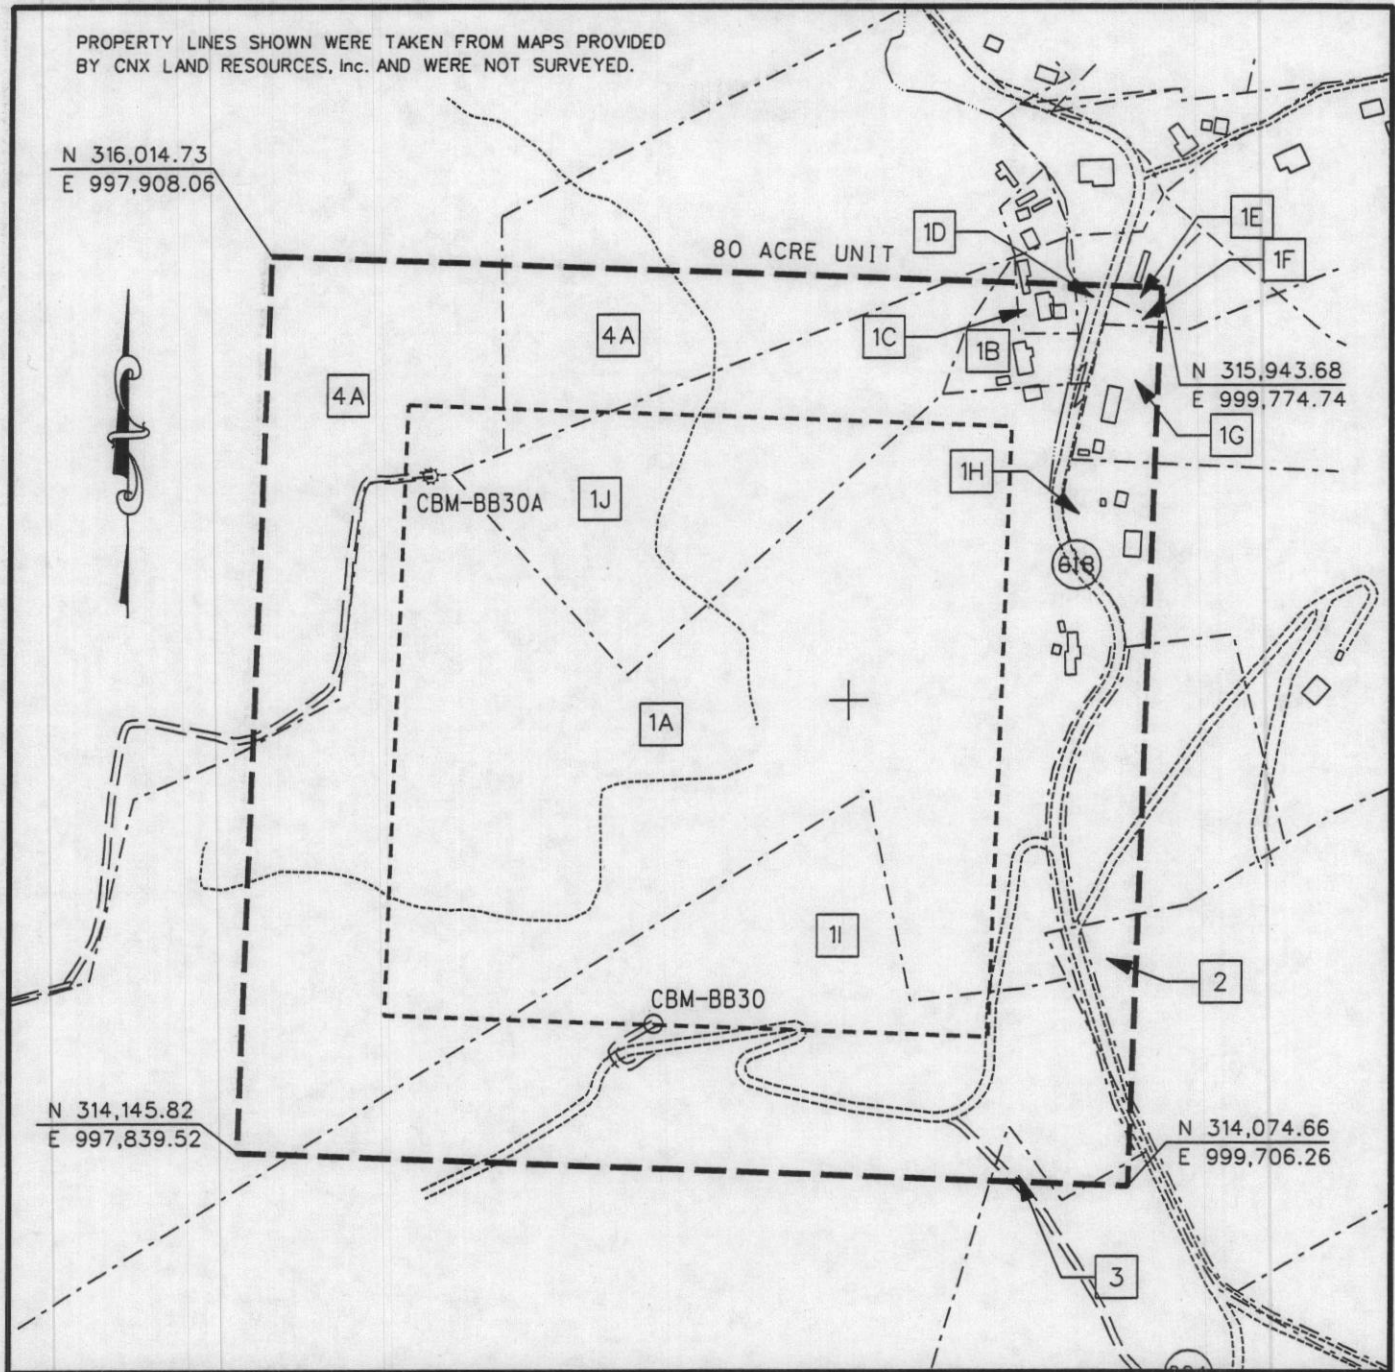 PROPERTY LINES SHOWN WERE TAKEN FROM MAPS PROVIDED
BY CNX LAND RESOURCES, Inc. AND WERE NOT SURVEYED.
N 316,014.73
E 997,908.06
80 ACRE UNIT
1D
1E
1F
4A
1C
1B
4A
N 315,943.68
E 999,774.74
1G
1H
CBM-BB30A
1J
618
1A
1I
2
CBM-BB30
N 314,145.82
E 997,839.52
N 314,074.66
E 999,706.26
3